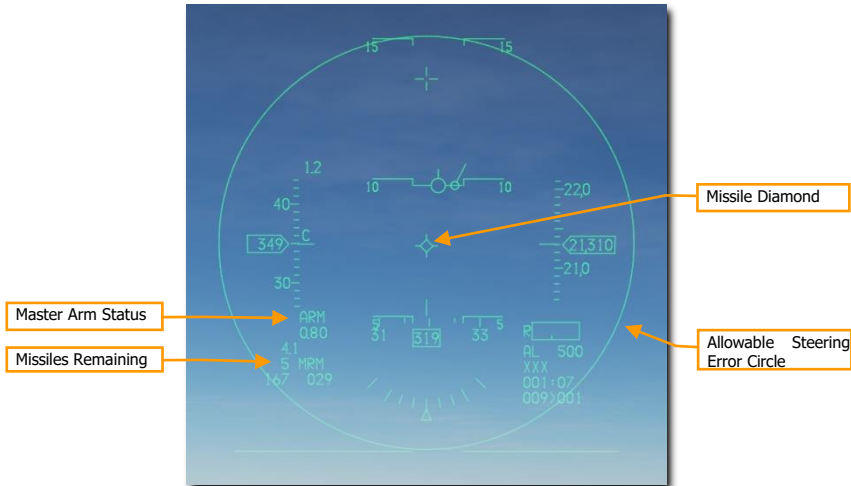 15 15
1.2
10 10
22,0
40
Missile Diamond
349 C
21,310
30
21,0
Master Arm Status
ARM
0.80
5 5
31 319 33
R
Allowable Steering
Error Circle
4.1
AL 500
Missiles Remaining
5 MRM
XXX
167 029
001:07
009>001